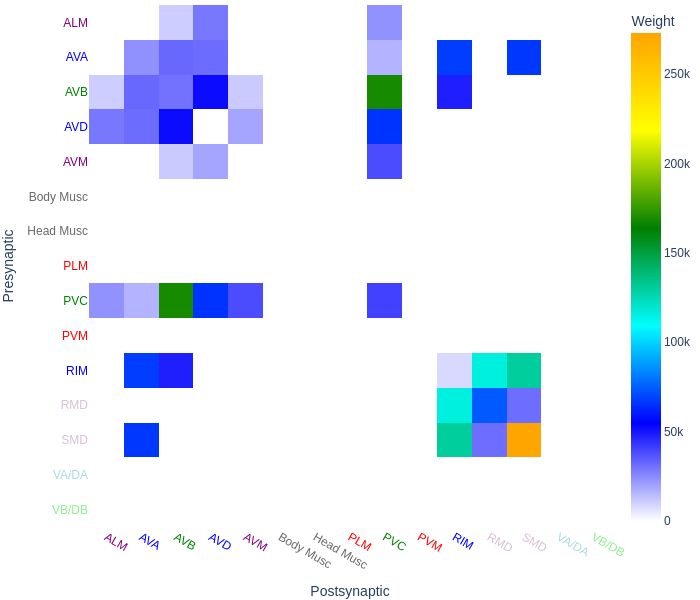 Weight
ALM
AVA
AVB
AVD
AVM
Body Musc
Head Musc
PLM
PVC
PVM
RIM
RMD
SMD
VA/DA
VB/DB
Presynaptic
250k
200k
150k
100k
50k
0
ALM
AVA
AVB
AVD
AVM
Body Musc
Head Musc
PLM
PVC
PVM
RIM
RMD
SMD
VA/DA
VB/DB
Postsynaptic